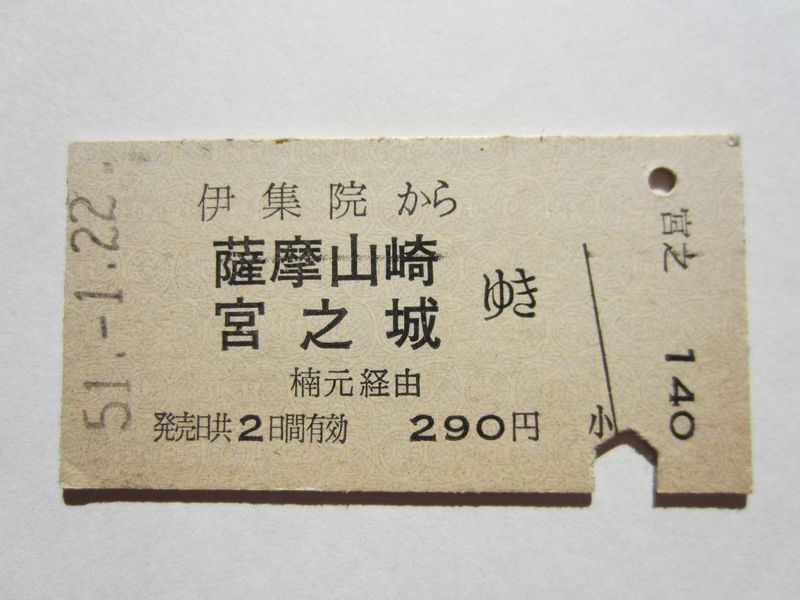 51.-1.22
伊集院から
薩摩山崎
宮之城
ゆき
楠元経由
発売日共2日間有効 290円
小
宮之
140